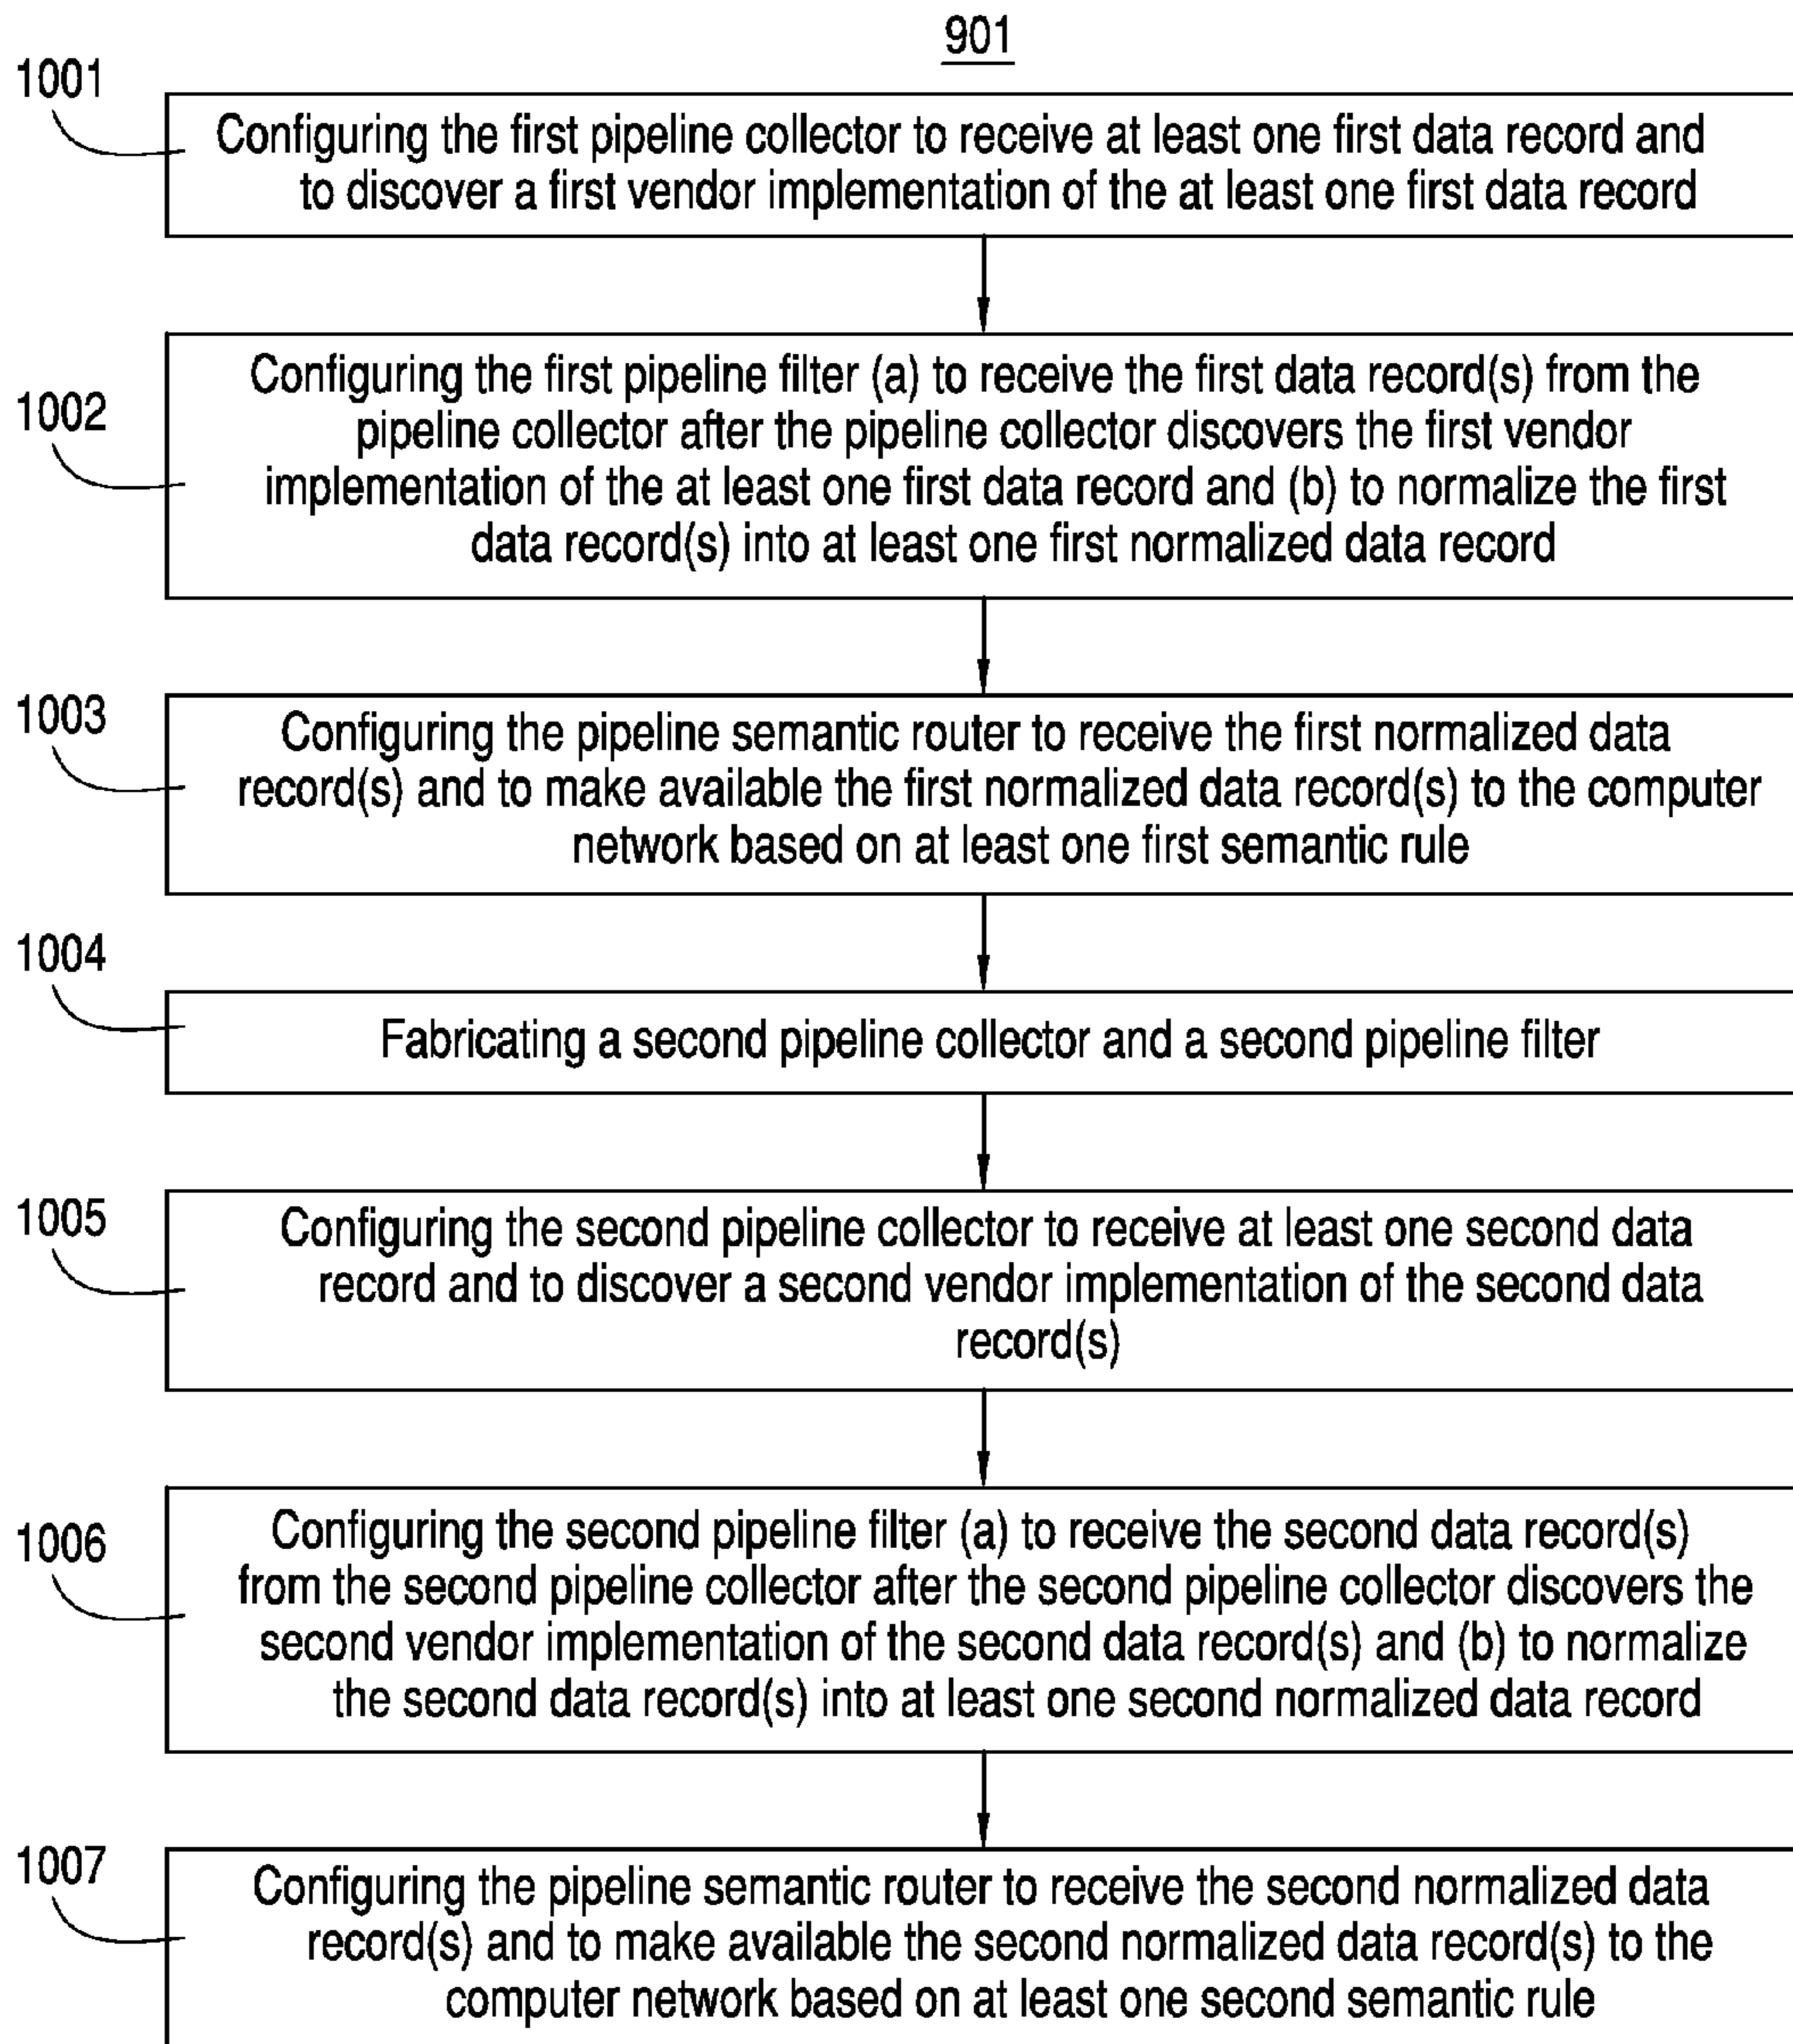 901
1001
Configuring the first pipeline collector to receive at least one first data record and
to discover a first vendor implementation of the at least one first data record
1002
Configuring the first pipeline filter (a) to receive the first data record(s) from the
pipeline collector after the pipeline collector discovers the first vendor
implementation of the at least one first data record and (b) to normalize the first
data record(s) into at least one first normalized data record
1003
Configuring the pipeline semantic router to receive the first normalized data
record(s) and to make available the first normalized data record(s) to the computer
network based on at least one first semantic rule
1004
Fabricating a second pipeline collector and a second pipeline filter
1005
Configuring the second pipeline collector to receive at least one second data
record and to discover a second vendor implementation of the second data
record(s)
1006
Configuring the second pipeline filter (a) to receive the second data record(s)
from the second pipeline collector after the second pipeline collector discovers the
second vendor implementation of the second data record(s) and (b) to normalize
the second data record(s) into at least one second normalized data record
1007
Configuring the pipeline semantic router to receive the second normalized data
record(s) and to make available the second normalized data record(s) to the
computer network based on at least one second semantic rule